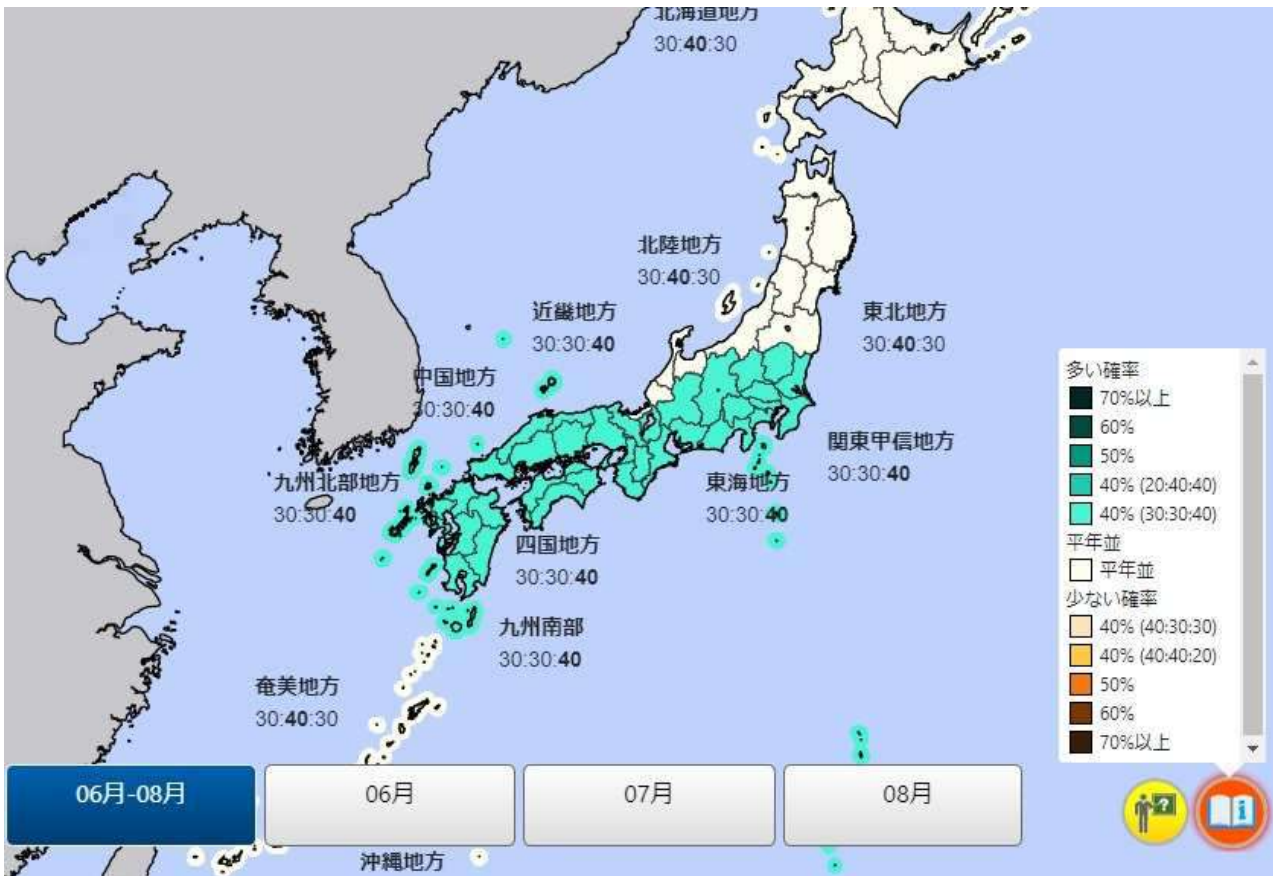 北海道地方
30:40:30
北陸地方
30:40:30
近畿地方
30:30:40
東北地方
30:40:30
中国地方
30:30:40
関東甲信地方
30:30:40
九州北部地方
30:30:40
東海地方
30:30:40
四国地方
30:30:40
九州南部
30:30:40
奄美地方
30:40:30
沖縄地方
多い確率
70%以上
60%
50%
40% (20:40:40)
40% (30:30:40)
平年並
平年並
少ない確率
40% (40:30:30)
40% (40:40:20)
50%
60%
70%以上
06月-08月
06月
07月
08月